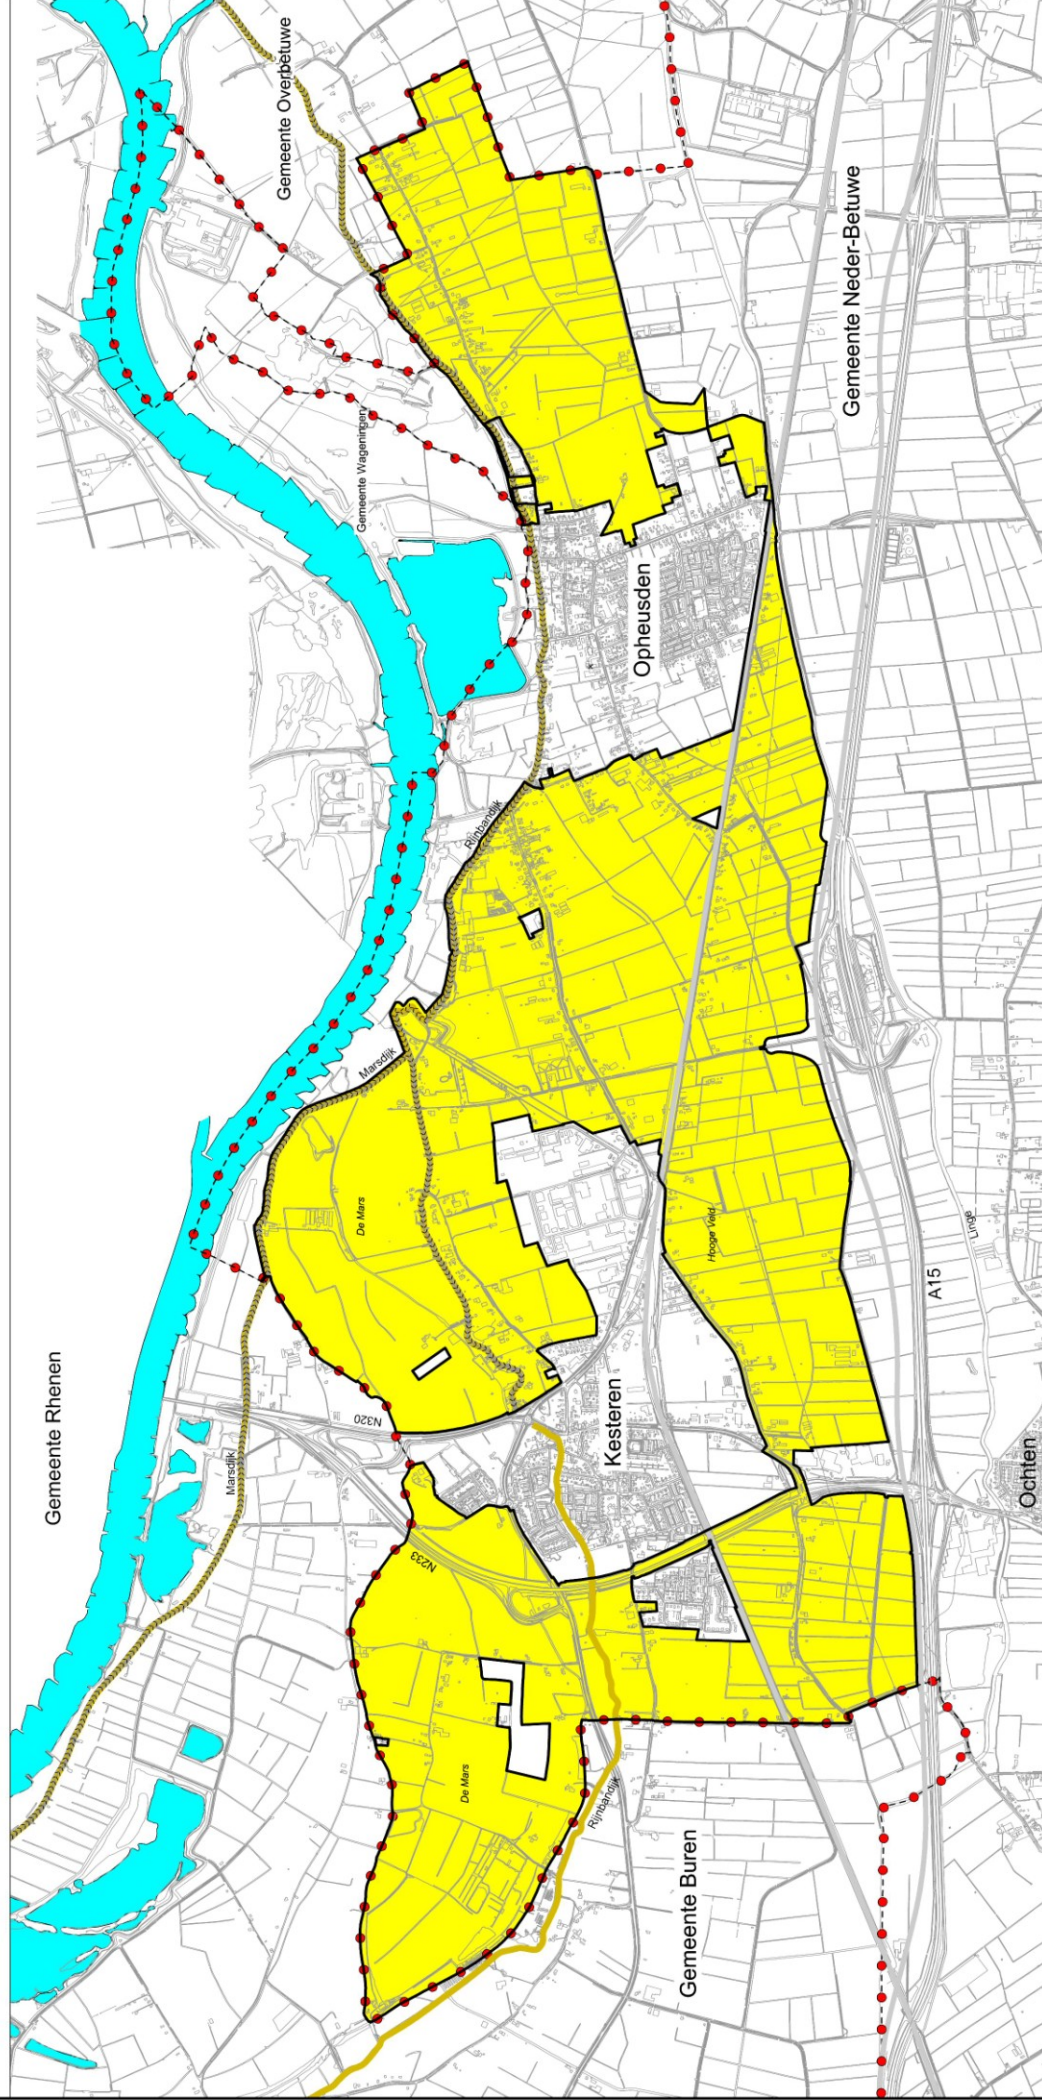 Gemeente Rhenen
Gemeente Overbetuwe
Gemeente Wageningen
Marsdijk
Marsdijk
N320
N233
De Mars
De Mars
Rijnbandijk
Rijnbandijk
Opheusden
Kesteren
Hooge Veld
Gemeente Buren
Gemeente Neder-Betuwe
A15
Linge
Ochten